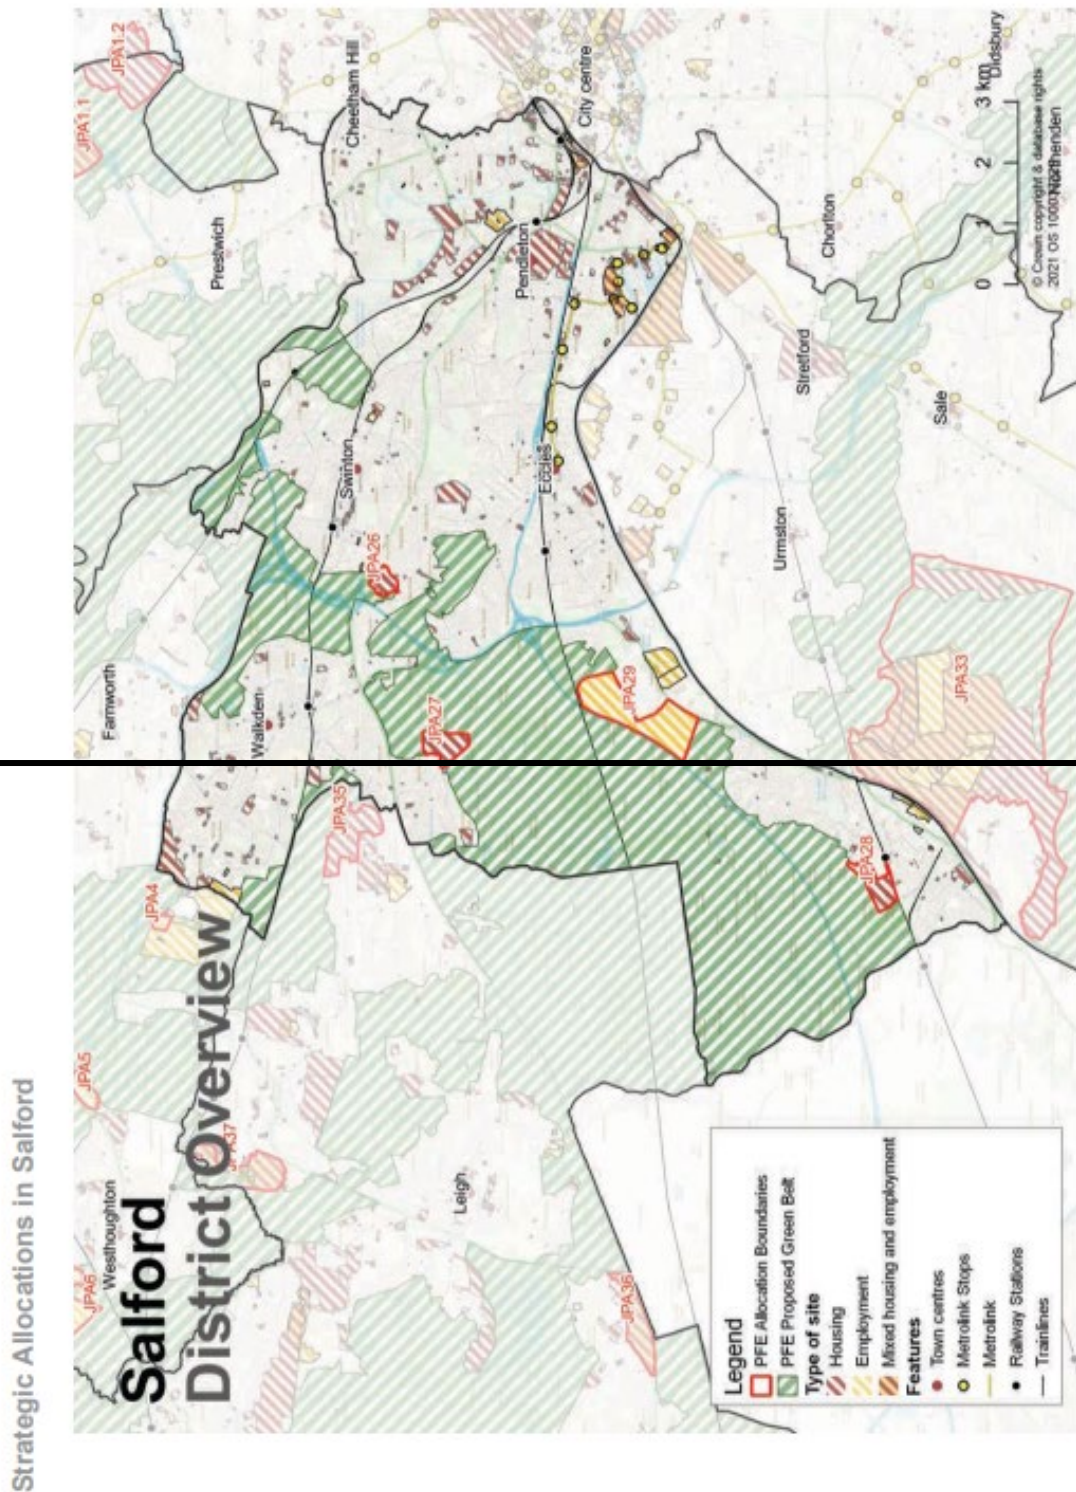 Strategic Allocations in Salford
Salford
District Overview
JPA1.1
JPA1.2
Prestwich
Cheetham Hill
City centre
Didsbury
Farnworth
Walkden
Swinton
JPA26
Pendleton
Eccles
Chorlton
Stretford
Sale
Urmston
JPA27
JPA29
JPA33
JPA35
JPA4
JPA28
JPA5
JPA37
JPA6
Westhoughton
Leigh
JPA36
0 1 2 3 km
© Crown copyright & database rights
2021 OS
Northenden
Legend
PFE Allocation Boundaries
PFE Proposed Green Belt
Type of site
Housing
Employment
Mixed housing and employment
Features
Town centres
Metrolink Stops
Metrolink
Railway Stations
Trainlines